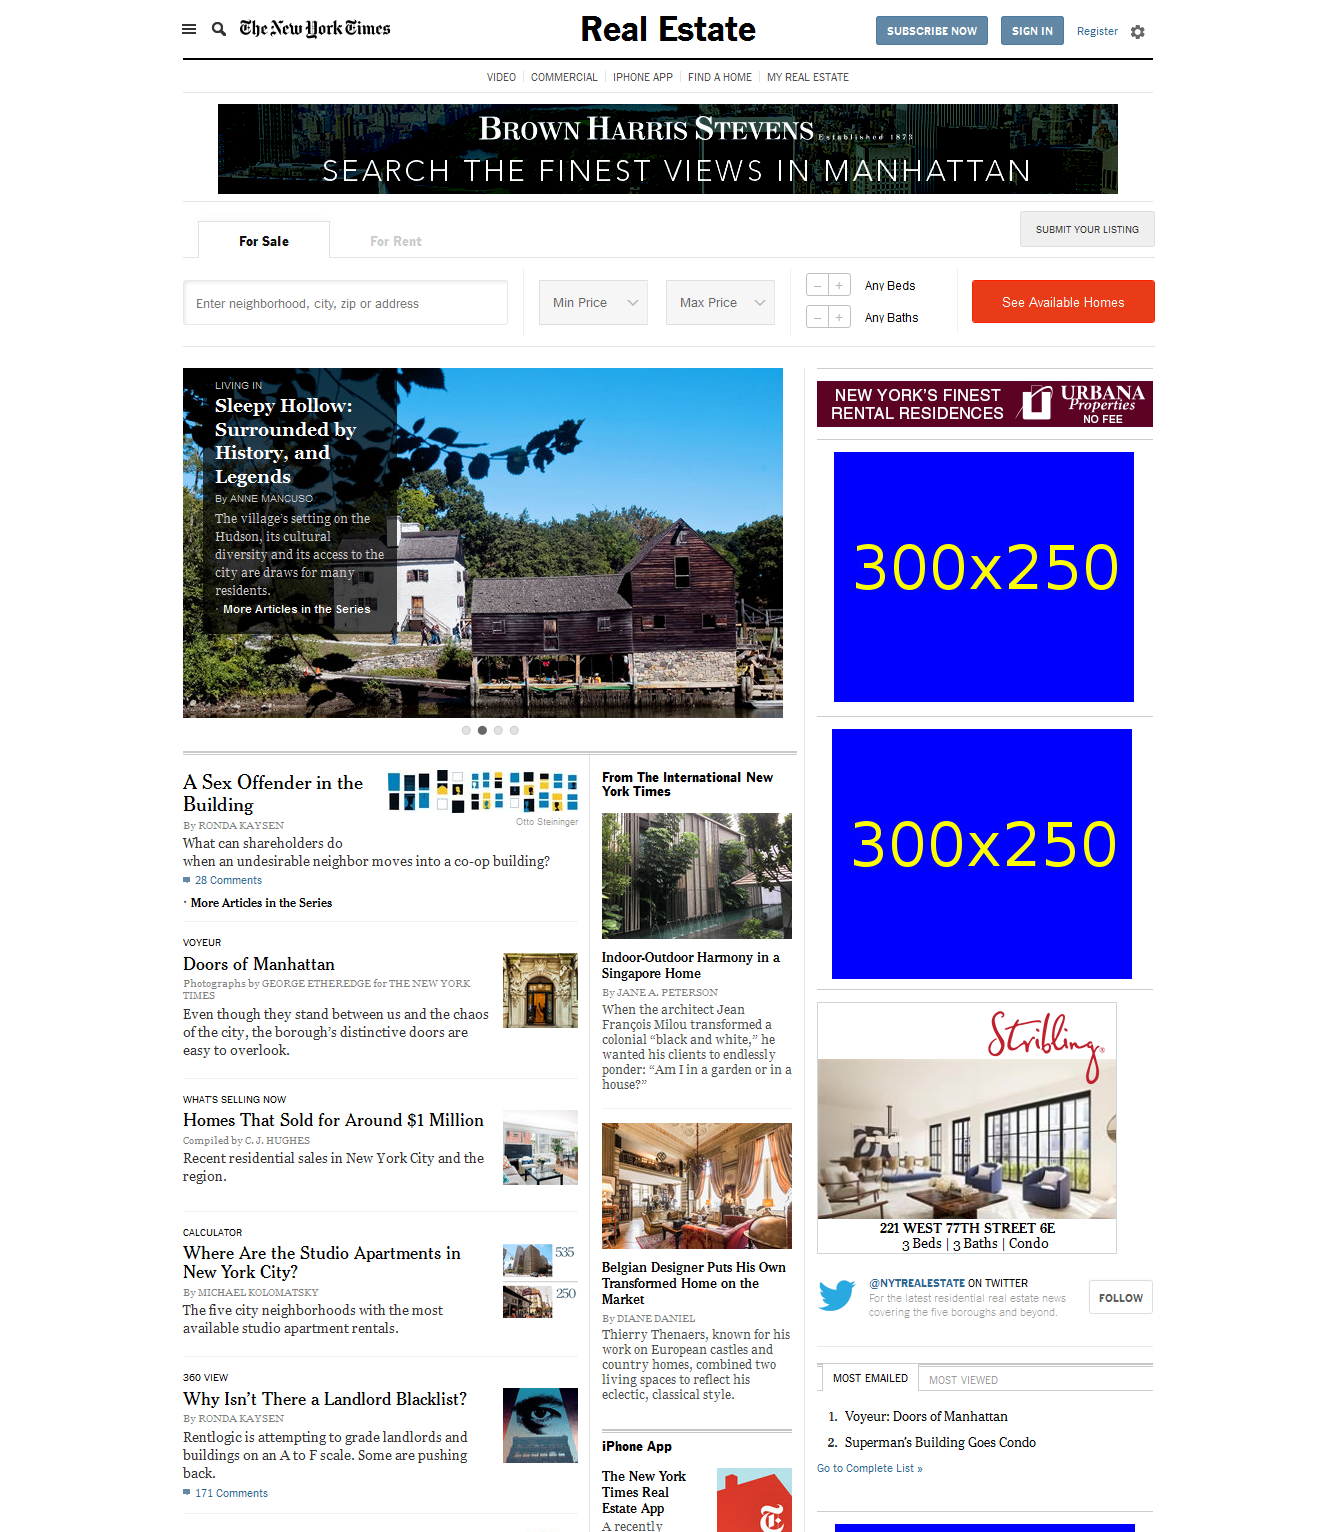 The New York Times
Real Estate
SUBSCRIBE NOW
SIGN IN
Register
VIDEO
COMMERCIAL
IPHONE APP
FIND A HOME
MY REAL ESTATE
BROWN HARRIS STEVENS Established 1873
SEARCH THE FINEST VIEWS IN MANHATTAN
For Sale
For Rent
SUBMIT YOUR LISTING
Enter neighborhood, city, zip or address
Min Price
Max Price
– +
Any Beds
– +
Any Baths
See Available Homes
LIVING IN
Sleepy Hollow:
Surrounded by
History, and
Legends
By ANNE MANCUSO
The village's setting on the
Hudson, its cultural
diversity and its access to the
city are draws for many
residents.
More Articles in the Series
A Sex Offender in the
Building
Otto Steininger
By RONDA KAYSEN
What can shareholders do
when an undesirable neighbor moves into a co-op building?
28 Comments
· More Articles in the Series
VOYEUR
Doors of Manhattan
Photographs by GEORGE ETHEREDGE for THE NEW YORK
TIMES
Even though they stand between us and the chaos
of the city, the borough's distinctive doors are
easy to overlook.
WHAT'S SELLING NOW
Homes That Sold for Around $1 Million
Compiled by C. J. HUGHES
Recent residential sales in New York City and the
region.
CALCULATOR
Where Are the Studio Apartments in
New York City?
535
250
By MICHAEL KOLOMATSKY
The five city neighborhoods with the most
available studio apartment rentals.
360 VIEW
Why Isn't There a Landlord Blacklist?
By RONDA KAYSEN
Rentlogic is attempting to grade landlords and
buildings on an A to F scale. Some are pushing
back.
171 Comments
From The International New
York Times
Indoor-Outdoor Harmony in a
Singapore Home
By JANE A. PETERSON
When the architect Jean
François Milou transformed a
colonial “black and white,” he
wanted his clients to endlessly
ponder: “Am I in a garden or in a
house?”
Belgian Designer Puts His Own
Transformed Home on the
Market
By DIANE DANIEL
Thierry Thenaers, known for his
work on European castles and
country homes, combined two
living spaces to reflect his
eclectic, classical style.
iPhone App
The New York
Times Real
Estate App
A recently
NEW YORK'S FINEST
RENTAL RESIDENCES
URBANA
Properties
NO FEE
300x250
300x250
Stribling
221 WEST 77TH STREET 6E
3 Beds | 3 Baths | Condo
@NYTREALESTATE ON TWITTER
For the latest residential real estate news
covering the five boroughs and beyond.
FOLLOW
MOST EMAILED
MOST VIEWED
1. Voyeur: Doors of Manhattan
2. Superman's Building Goes Condo
Go to Complete List »